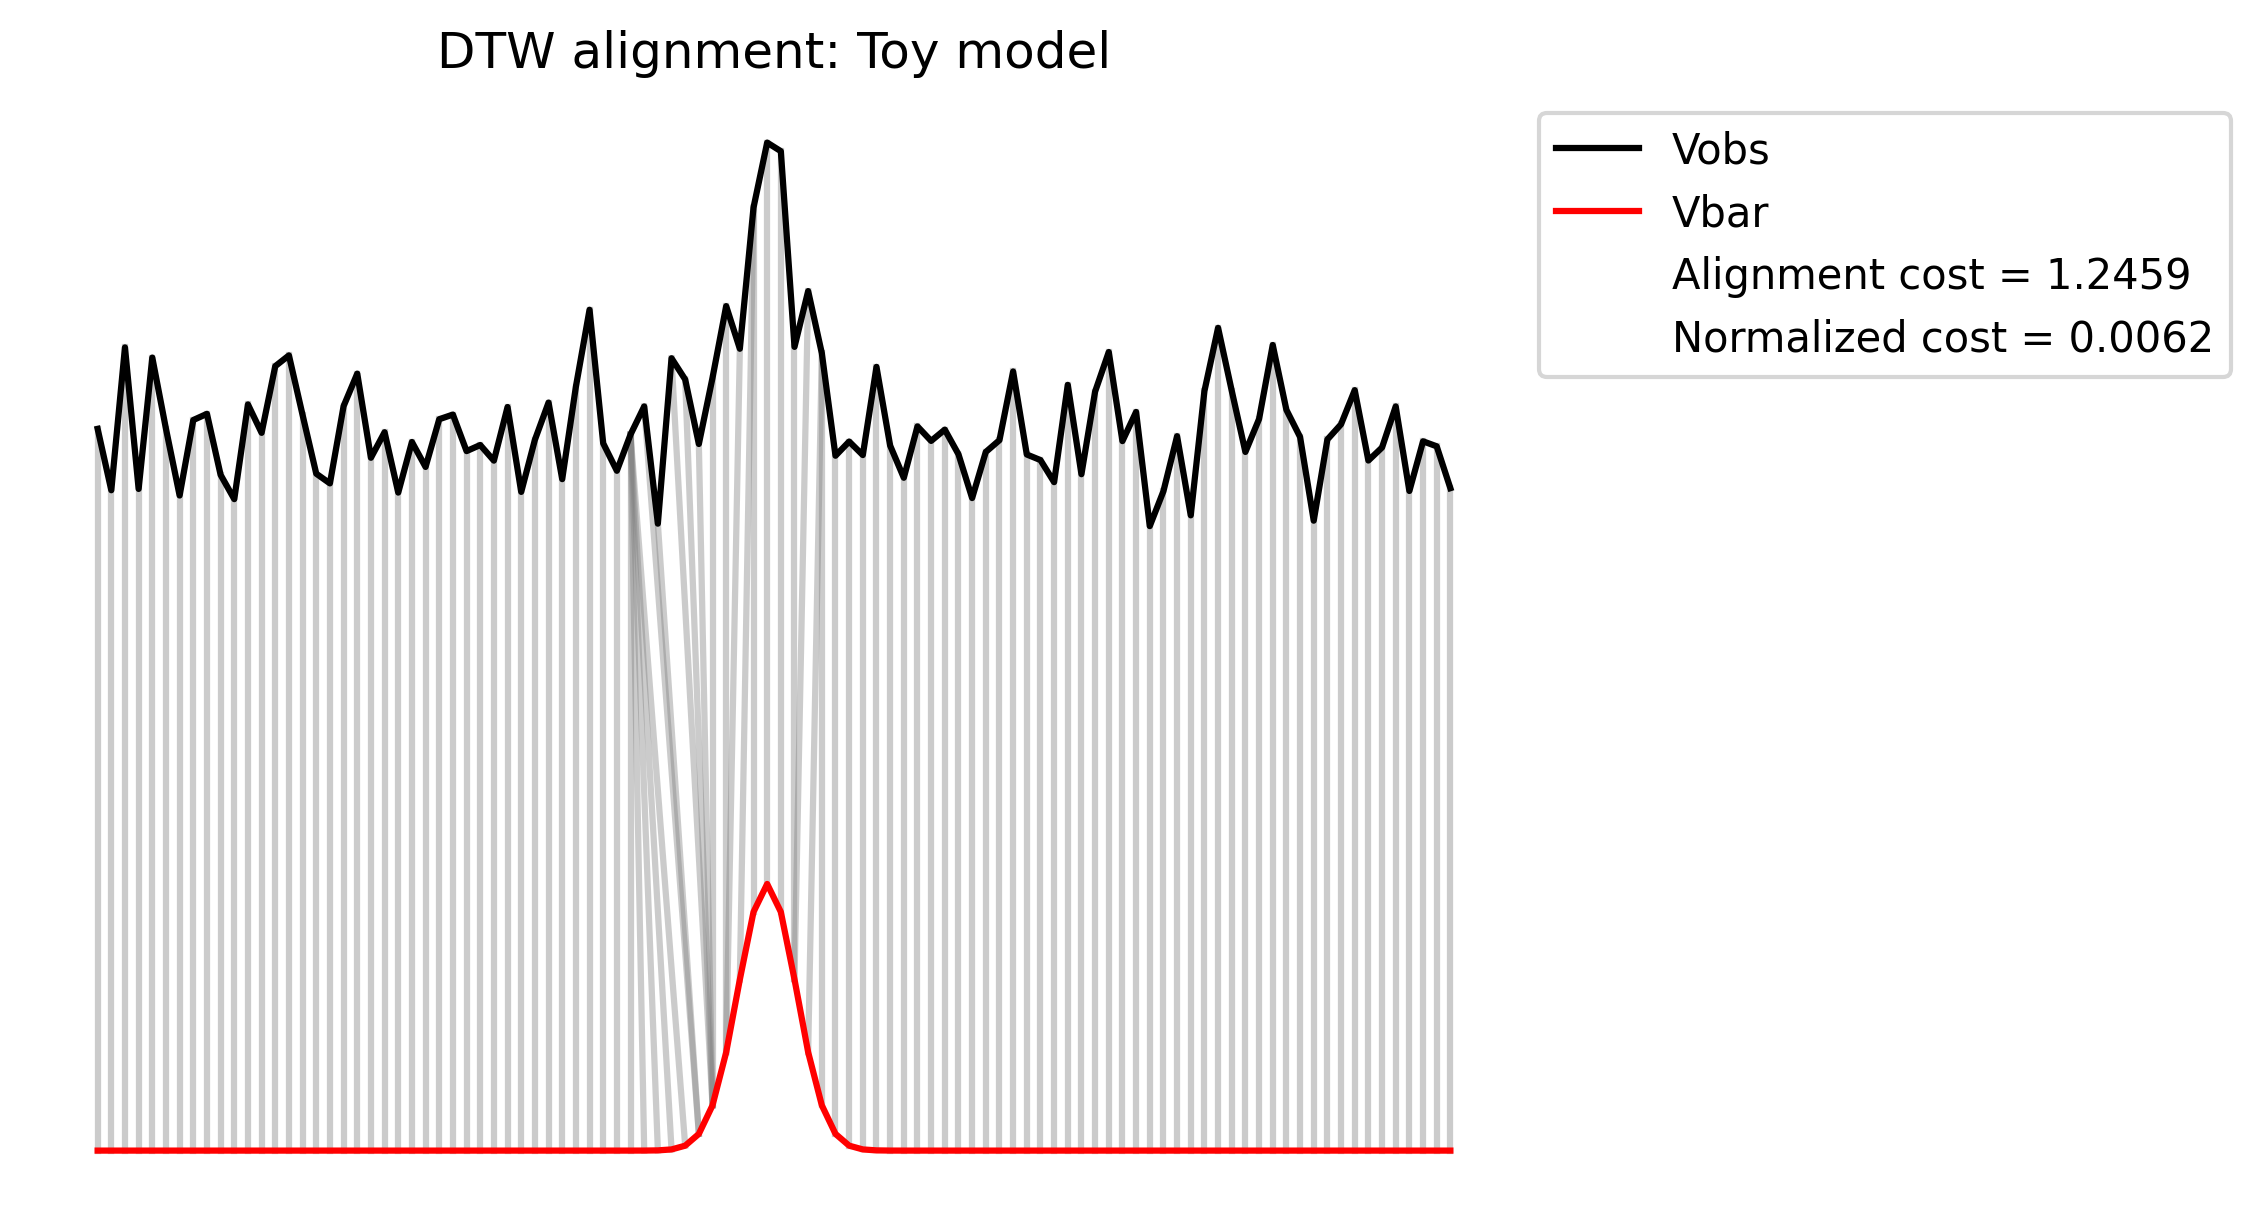 DTW alignment: Toy model
Vobs
Vbar
Alignment cost = 1.2459
Normalized cost = 0.0062